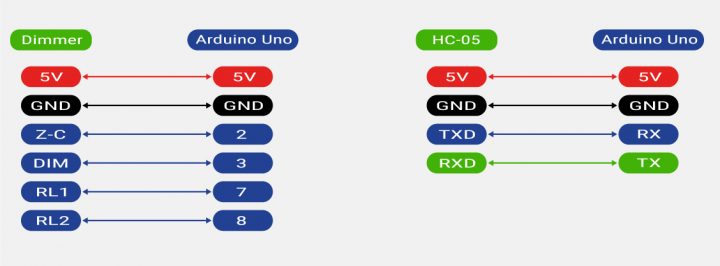 Dimmer Arduino Uno
5V 5V
GND GND
Z-C 2
DIM 3
RL1 7
RL2 8
HC-05 Arduino Uno
5V 5V
GND GND
TXD RX
RXD TX